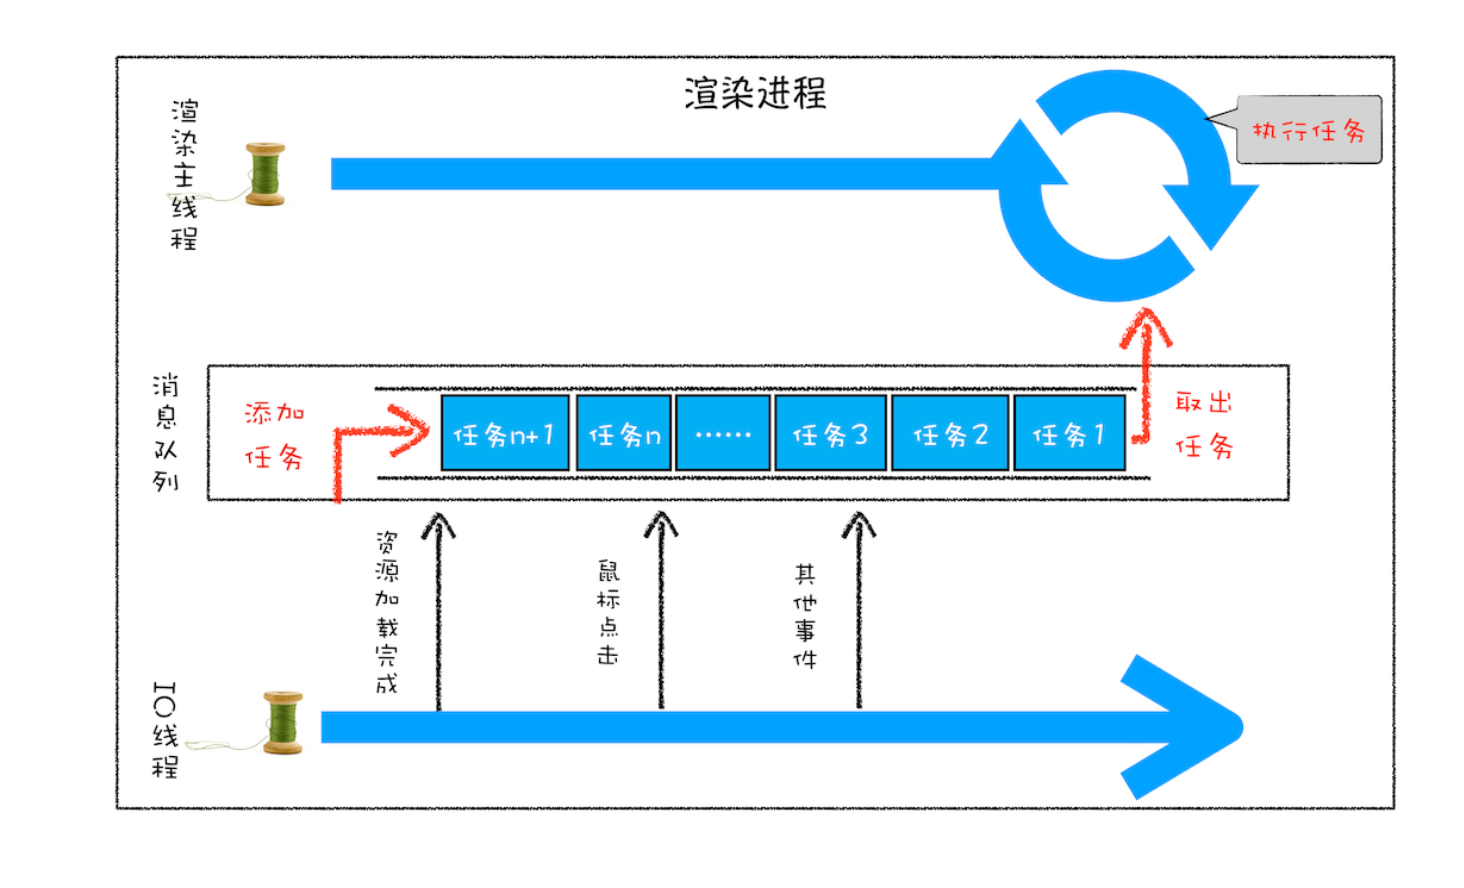 渲染进程
渲染主线程
执行任务
消息队列
添加
任务
任务n+1
任务n
......
任务3
任务2
任务1
取出
任务
资源加载完成
鼠标点击
其他事件
IO线程